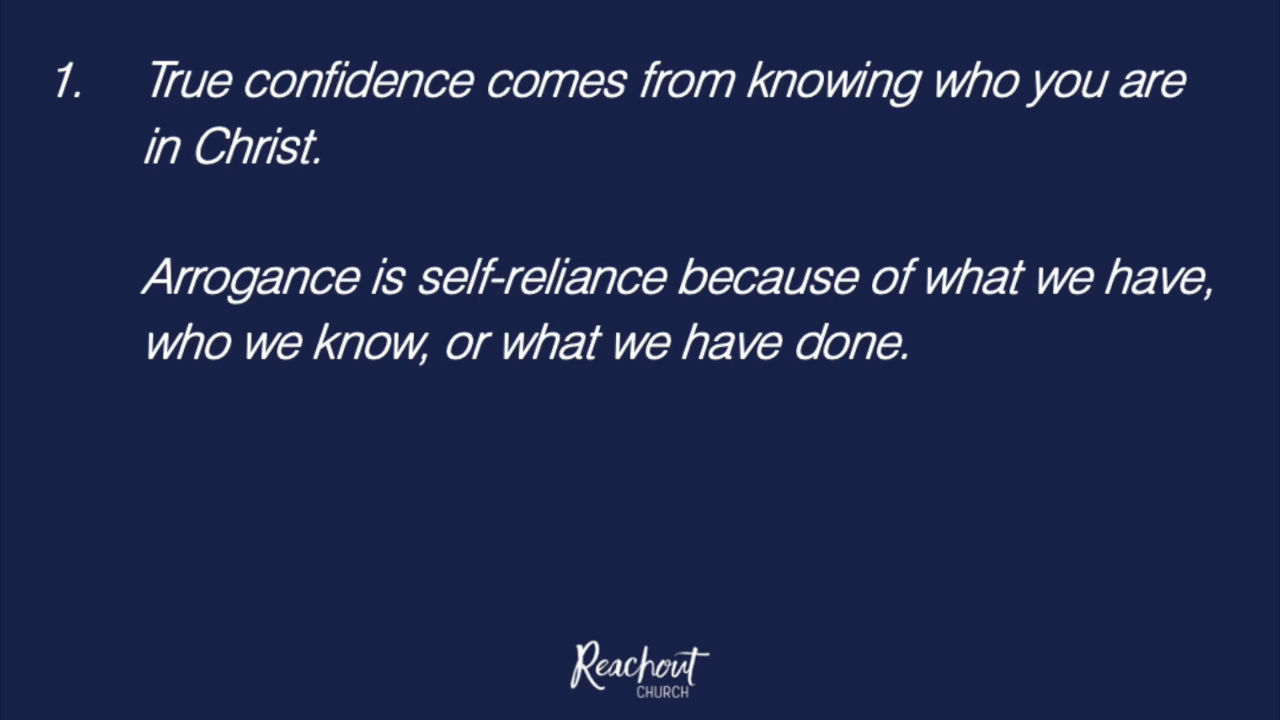 1. True confidence comes from knowing who you are
in Christ.
Arrogance is self-reliance because of what we have,
who we know, or what we have done.
Reachout
CHURCH